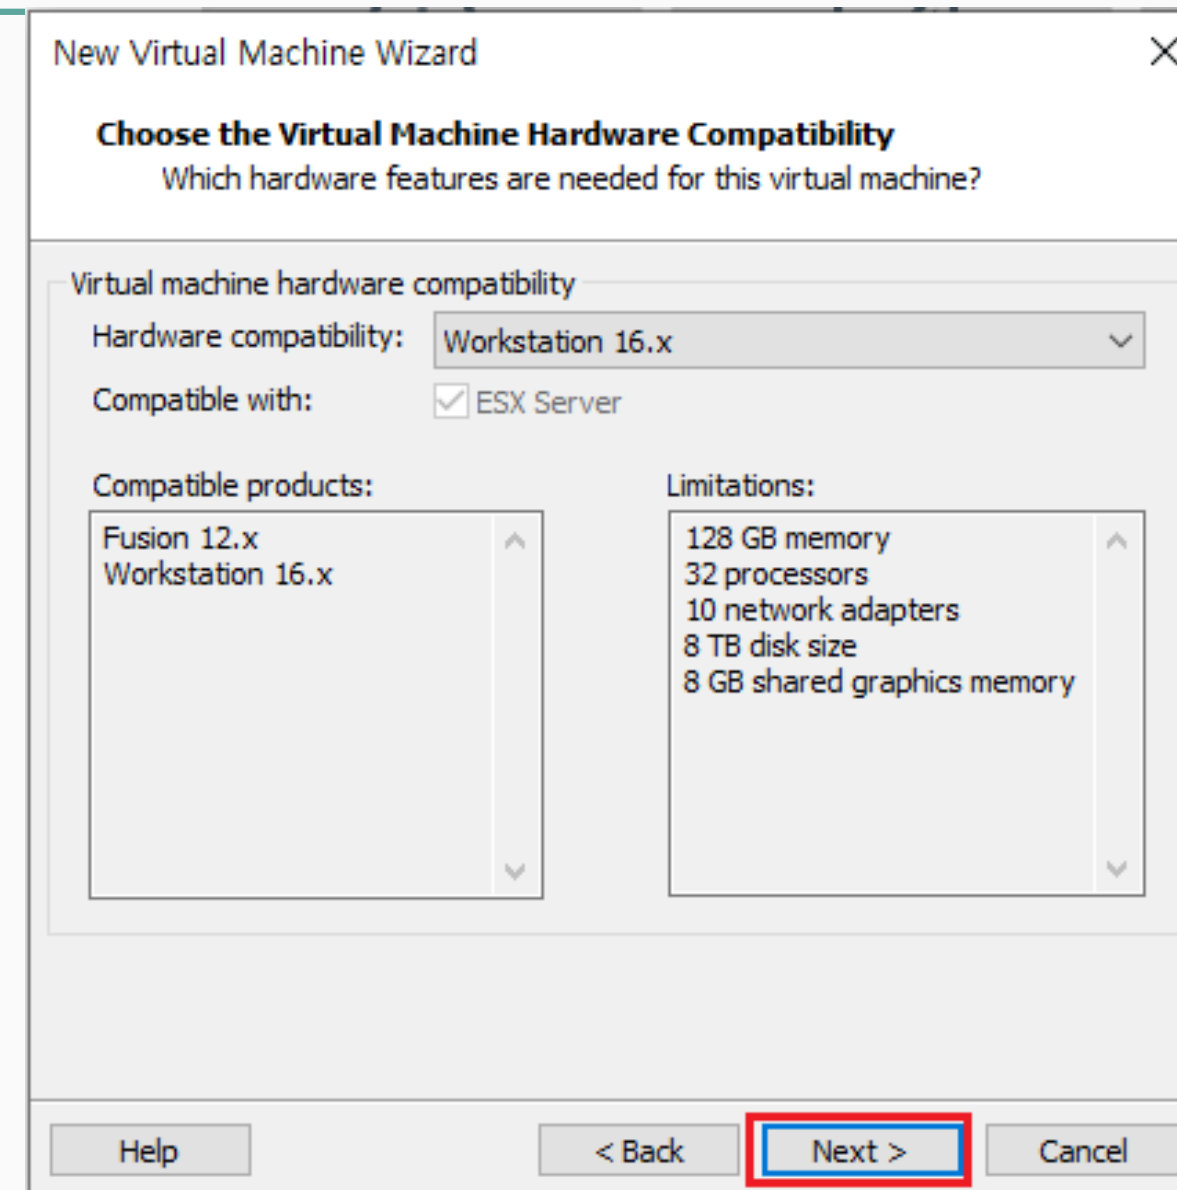 New Virtual Machine Wizard
Choose the Virtual Machine Hardware Compatibility
Which hardware features are needed for this virtual machine?
Virtual machine hardware compatibility
Hardware compatibility: Workstation 16.x
Compatible with: ESX Server
Compatible products:
Fusion 12.x
Workstation 16.x
Limitations:
128 GB memory
32 processors
10 network adapters
8 TB disk size
8 GB shared graphics memory
Help < Back Next > Cancel